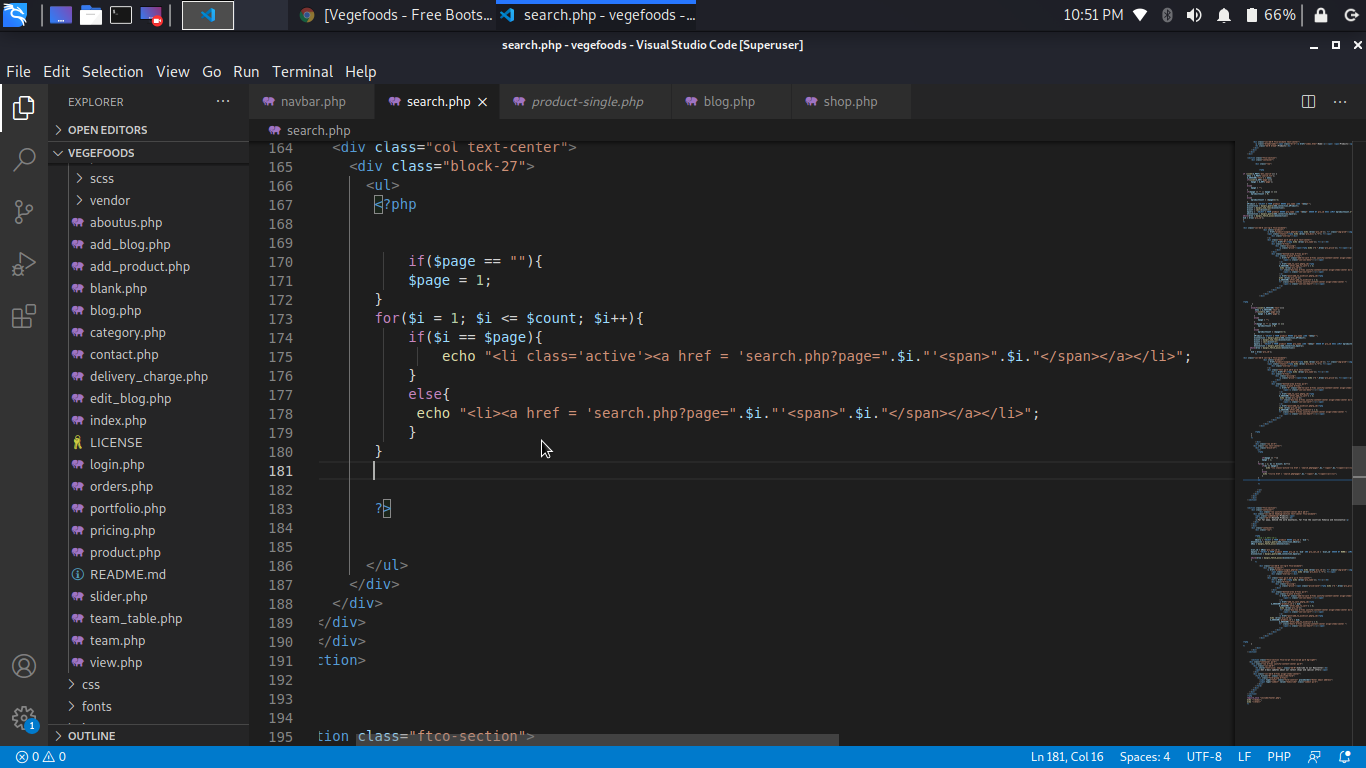 [Vegefoods - Free Boots...
search.php - vegefoods - ...
10:51 PM
66%
search.php - vegefoods - Visual Studio Code [Superuser]
File Edit Selection View Go Run Terminal Help
EXPLORER
navbar.php
search.php
product-single.php
blog.php
shop.php
OPEN EDITORS
search.php
VEGEFOODS
scss
vendor
aboutus.php
add_blog.php
add_product.php
blank.php
blog.php
category.php
contact.php
delivery_charge.php
edit_blog.php
index.php
LICENSE
login.php
orders.php
portfolio.php
pricing.php
product.php
README.md
slider.php
team_table.php
team.php
view.php
css
fonts
OUTLINE
1
164 <div class="col text-center">
165 <div class="block-27">
166 <ul>
167 <?php
168
169
170 if($page == ""){
171 $page = 1;
172 }
173 for($i = 1; $i <= $count; $i++){
174 if($i == $page){
175 echo "<li class='active'><a href = 'search.php?page=".$i."'<span>".$i."</span></a></li>";
176 }
177 else{
178 echo "<li><a href = 'search.php?page=".$i."'<span>".$i."</span></a></li>";
179 }
180 }
181
182
183 ?>
184
185
186 </ul>
187 </div>
188 </div>
189 </div>
190 </div>
191 ction>
192
193
194
195 tion class="ftco-section">
0 0
Ln 181, Col 16
Spaces: 4
UTF-8
LF
PHP